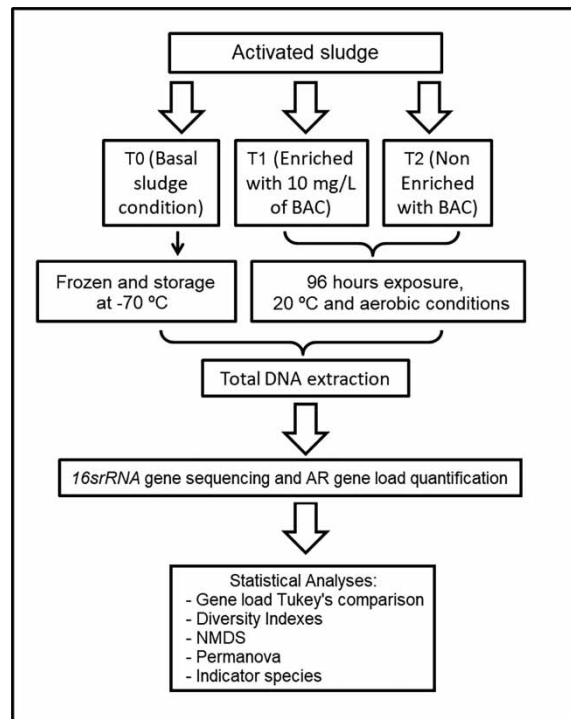 Activated sludge
T0 (Basal
sludge
condition)
T1 (Enriched
with 10 mg/L
of BAC)
T2 (Non
Enriched
with BAC)
Frozen and storage
at -70 ºC
96 hours exposure,
20 ºC and aerobic conditions
Total DNA extraction
16srRNA gene sequencing and AR gene load quantification
Statistical Analyses:
- Gene load Tukey's comparison
- Diversity Indexes
- NMDS
- Permanova
- Indicator species